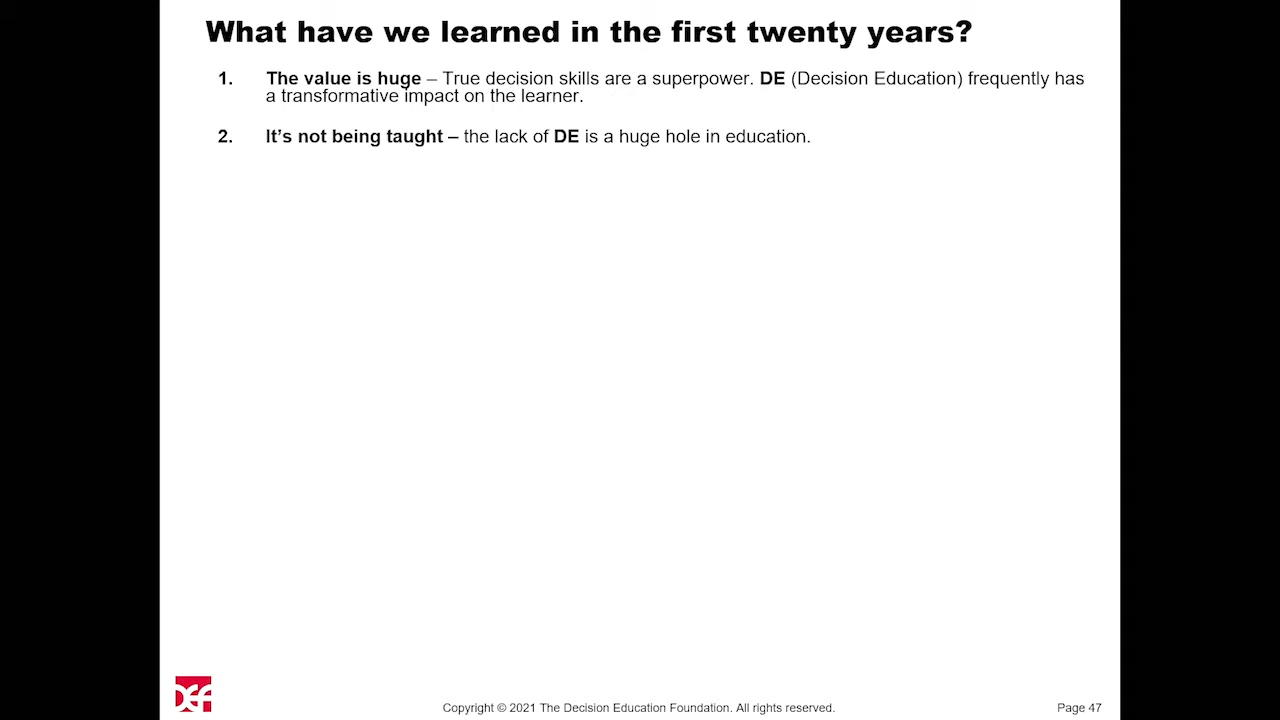 What have we learned in the first twenty years?
1. The value is huge – True decision skills are a superpower. DE (Decision Education) frequently has
a transformative impact on the learner.
2. It's not being taught – the lack of DE is a huge hole in education.
DEF
Copyright © 2021 The Decision Education Foundation. All rights reserved.
Page 47